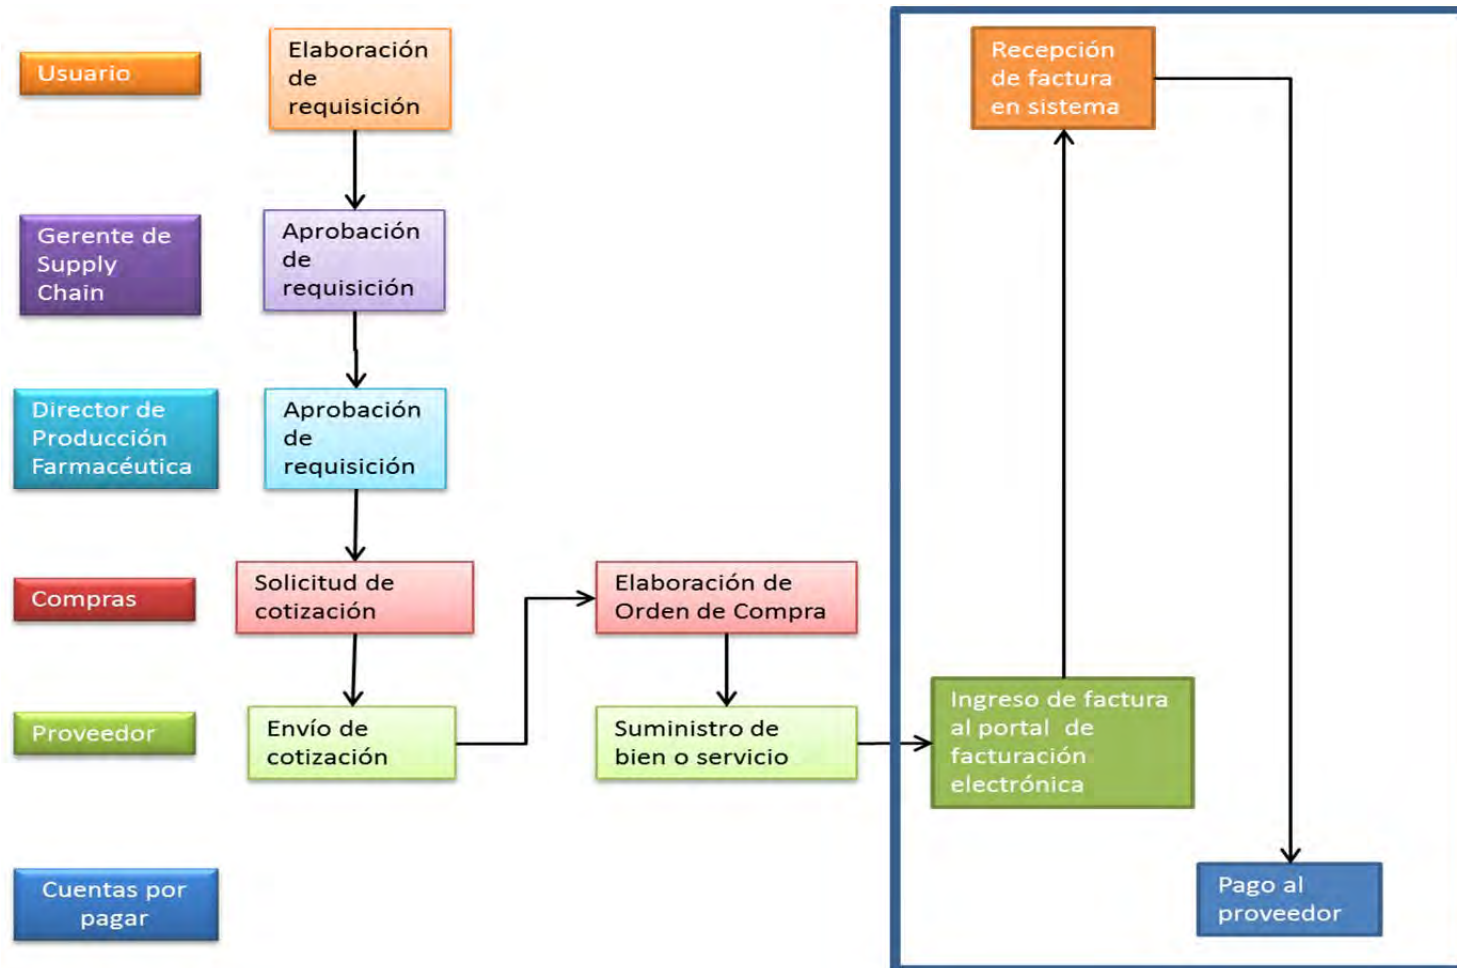 Usuario
Elaboración
de
requisición
Recepción
de factura
en sistema
Gerente de
Supply
Chain
Aprobación
de
requisición
Director de
Producción
Farmacéutica
Aprobación
de
requisición
Compras
Solicitud de
cotización
Elaboración de
Orden de Compra
Proveedor
Envío de
cotización
Suministro de
bien o servicio
Ingreso de factura
al portal de
facturación
electrónica
Cuentas por
pagar
Pago al
proveedor